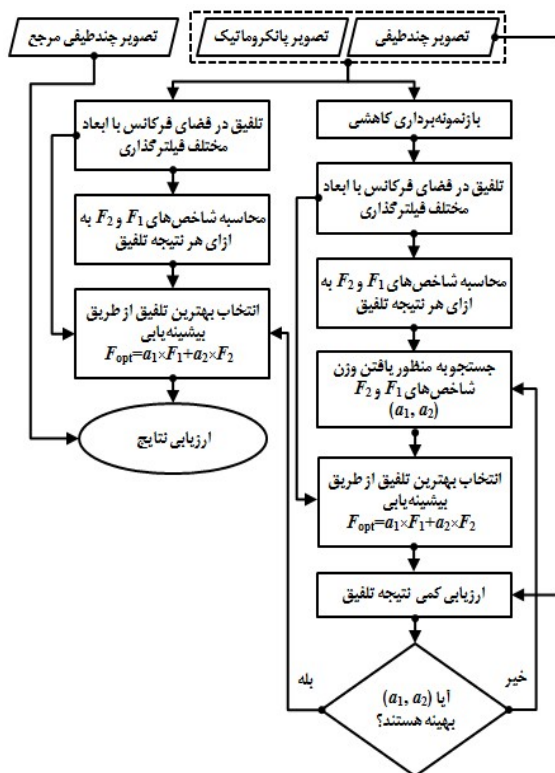 تصویر چندطیفی
تصویر پانکروماتیک
تصویر چندطیفی مرجع
بازنمونه‌برداری کاهشی
تلفیق در فضای فرکانس با ابعاد
مختلف فیلترگذاری
محاسبه شاخص‌های F1 و F2 به
ازای هر نتیجه تلفیق
جستجو به منظور یافتن وزن
شاخص‌های F1 و F2
(a1, a2)
انتخاب بهترین تلفیق از طریق
بیشینه‌یابی
Fopt=a1×F1+a2×F2
ارزیابی کمی نتیجه تلفیق
آیا (a1, a2)
بهینه هستند؟
خیر
بله
تلفیق در فضای فرکانس با ابعاد
مختلف فیلترگذاری
محاسبه شاخص‌های F1 و F2 به
ازای هر نتیجه تلفیق
انتخاب بهترین تلفیق از طریق
بیشینه‌یابی
Fopt=a1×F1+a2×F2
ارزیابی نتایج